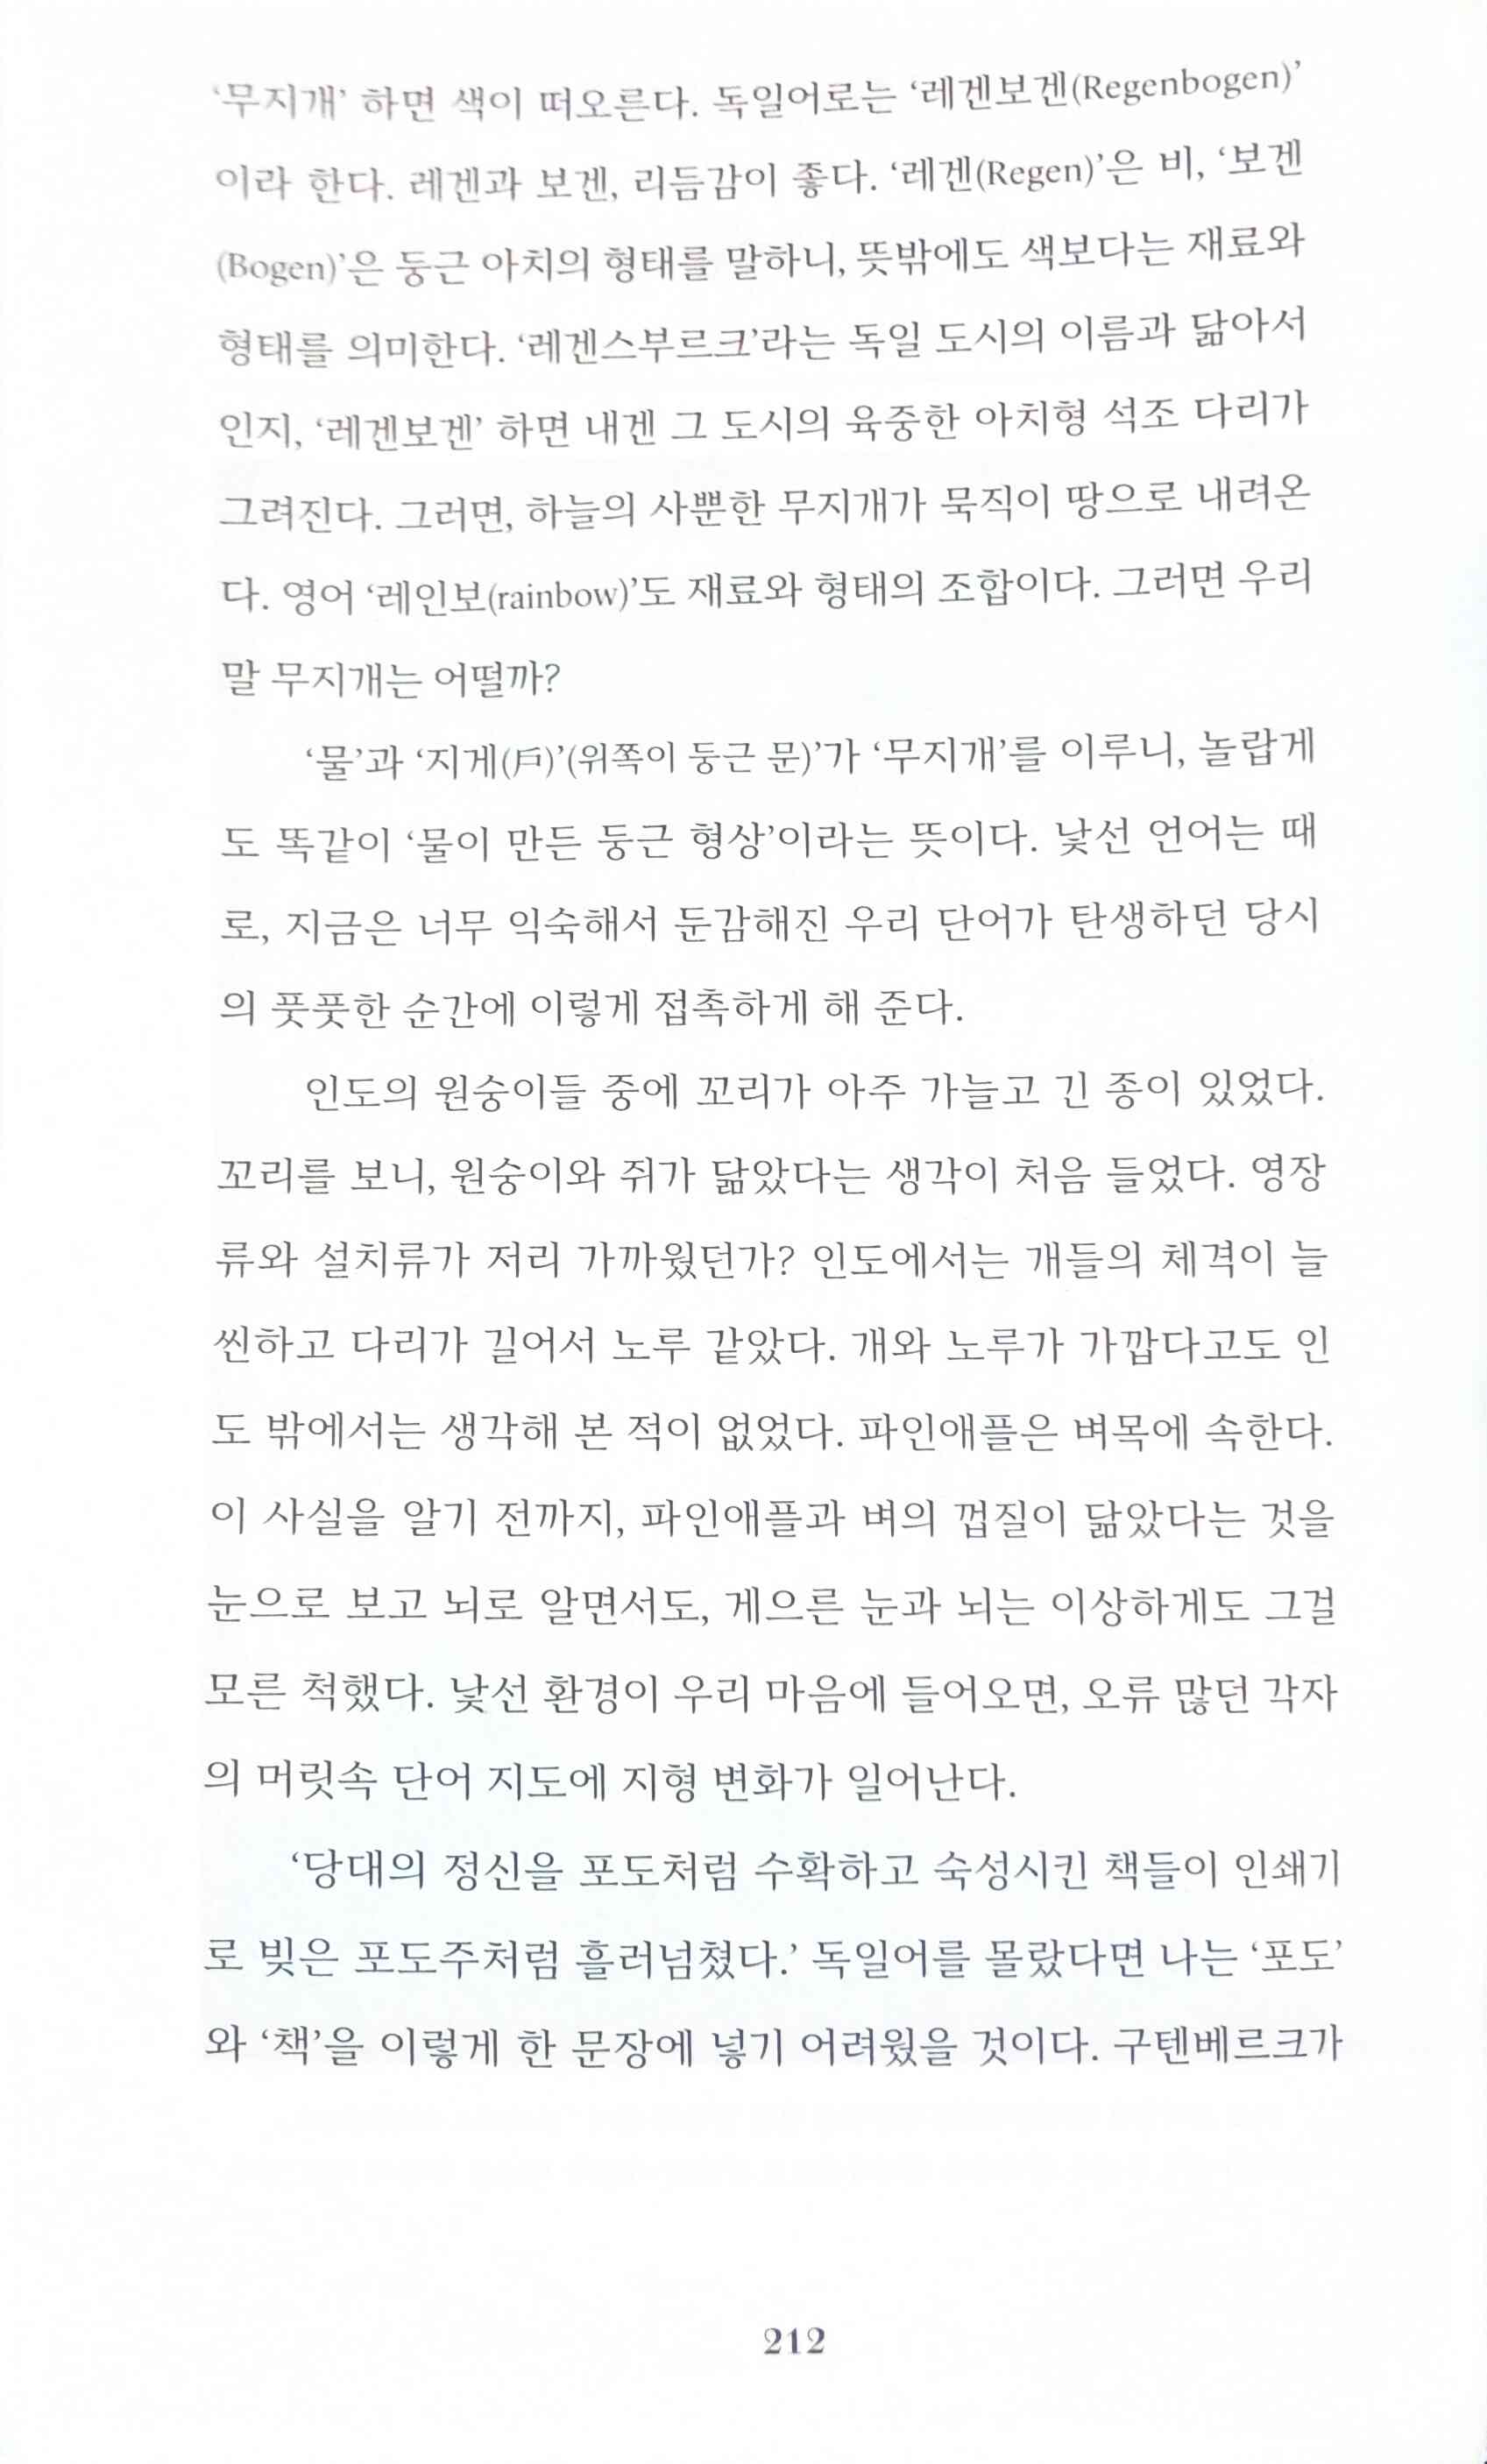 ‘무지개’ 하면 색이 떠오른다. 독일어로는 ‘레겐보겐(Regenbogen)’
이라 한다. 레겐과 보겐, 리듬감이 좋다. ‘레겐(Regen)’은 비, ‘보겐
(Bogen)’은 둥근 아치의 형태를 말하니, 뜻밖에도 색보다는 재료와
형태를 의미한다. ‘레겐스부르크’라는 독일 도시의 이름과 닮아서
인지, ‘레겐보겐’ 하면 내겐 그 도시의 육중한 아치형 석조 다리가
그려진다. 그러면, 하늘의 사뿐한 무지개가 묵직이 땅으로 내려온
다. 영어 ‘레인보(rainbow)’도 재료와 형태의 조합이다. 그러면 우리
말 무지개는 어떨까?
‘물’과 ‘지게(戶)’(위쪽이 둥근 문)’가 ‘무지개’를 이루니, 놀랍게
도 똑같이 ‘물이 만든 둥근 형상’이라는 뜻이다. 낯선 언어는 때
로, 지금은 너무 익숙해서 둔감해진 우리 단어가 탄생하던 당시
의 풋풋한 순간에 이렇게 접촉하게 해 준다.
인도의 원숭이들 중에 꼬리가 아주 가늘고 긴 종이 있었다.
꼬리를 보니, 원숭이와 쥐가 닮았다는 생각이 처음 들었다. 영장
류와 설치류가 저리 가까웠던가? 인도에서는 개들의 체격이 늘
씬하고 다리가 길어서 노루 같았다. 개와 노루가 가깝다고도 인
도 밖에서는 생각해 본 적이 없었다. 파인애플은 벼목에 속한다.
이 사실을 알기 전까지, 파인애플과 벼의 껍질이 닮았다는 것을
눈으로 보고 뇌로 알면서도, 게으른 눈과 뇌는 이상하게도 그걸
모른 척했다. 낯선 환경이 우리 마음에 들어오면, 오류 많던 각자
의 머릿속 단어 지도에 지형 변화가 일어난다.
‘당대의 정신을 포도처럼 수확하고 숙성시킨 책들이 인쇄기
로 빚은 포도주처럼 흘러넘쳤다.’ 독일어를 몰랐다면 나는 ‘포도’
와 ‘책’을 이렇게 한 문장에 넣기 어려웠을 것이다. 구텐베르크가
212